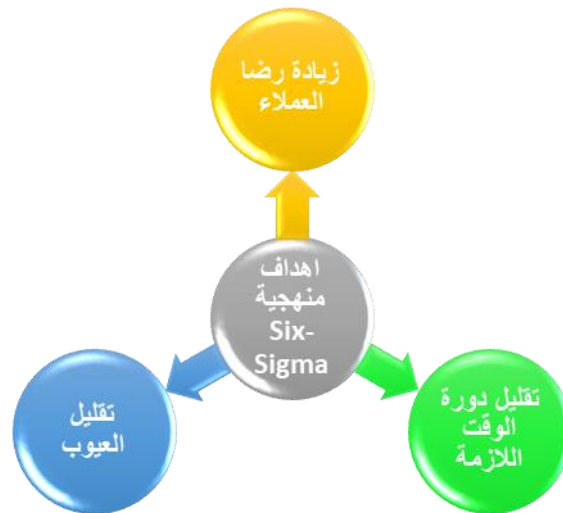 زيادة رضا
العملاء
اهداف
منهجية
Six-
Sigma
تقليل دورة
الوقت
اللازمة
تقليل
العيوب